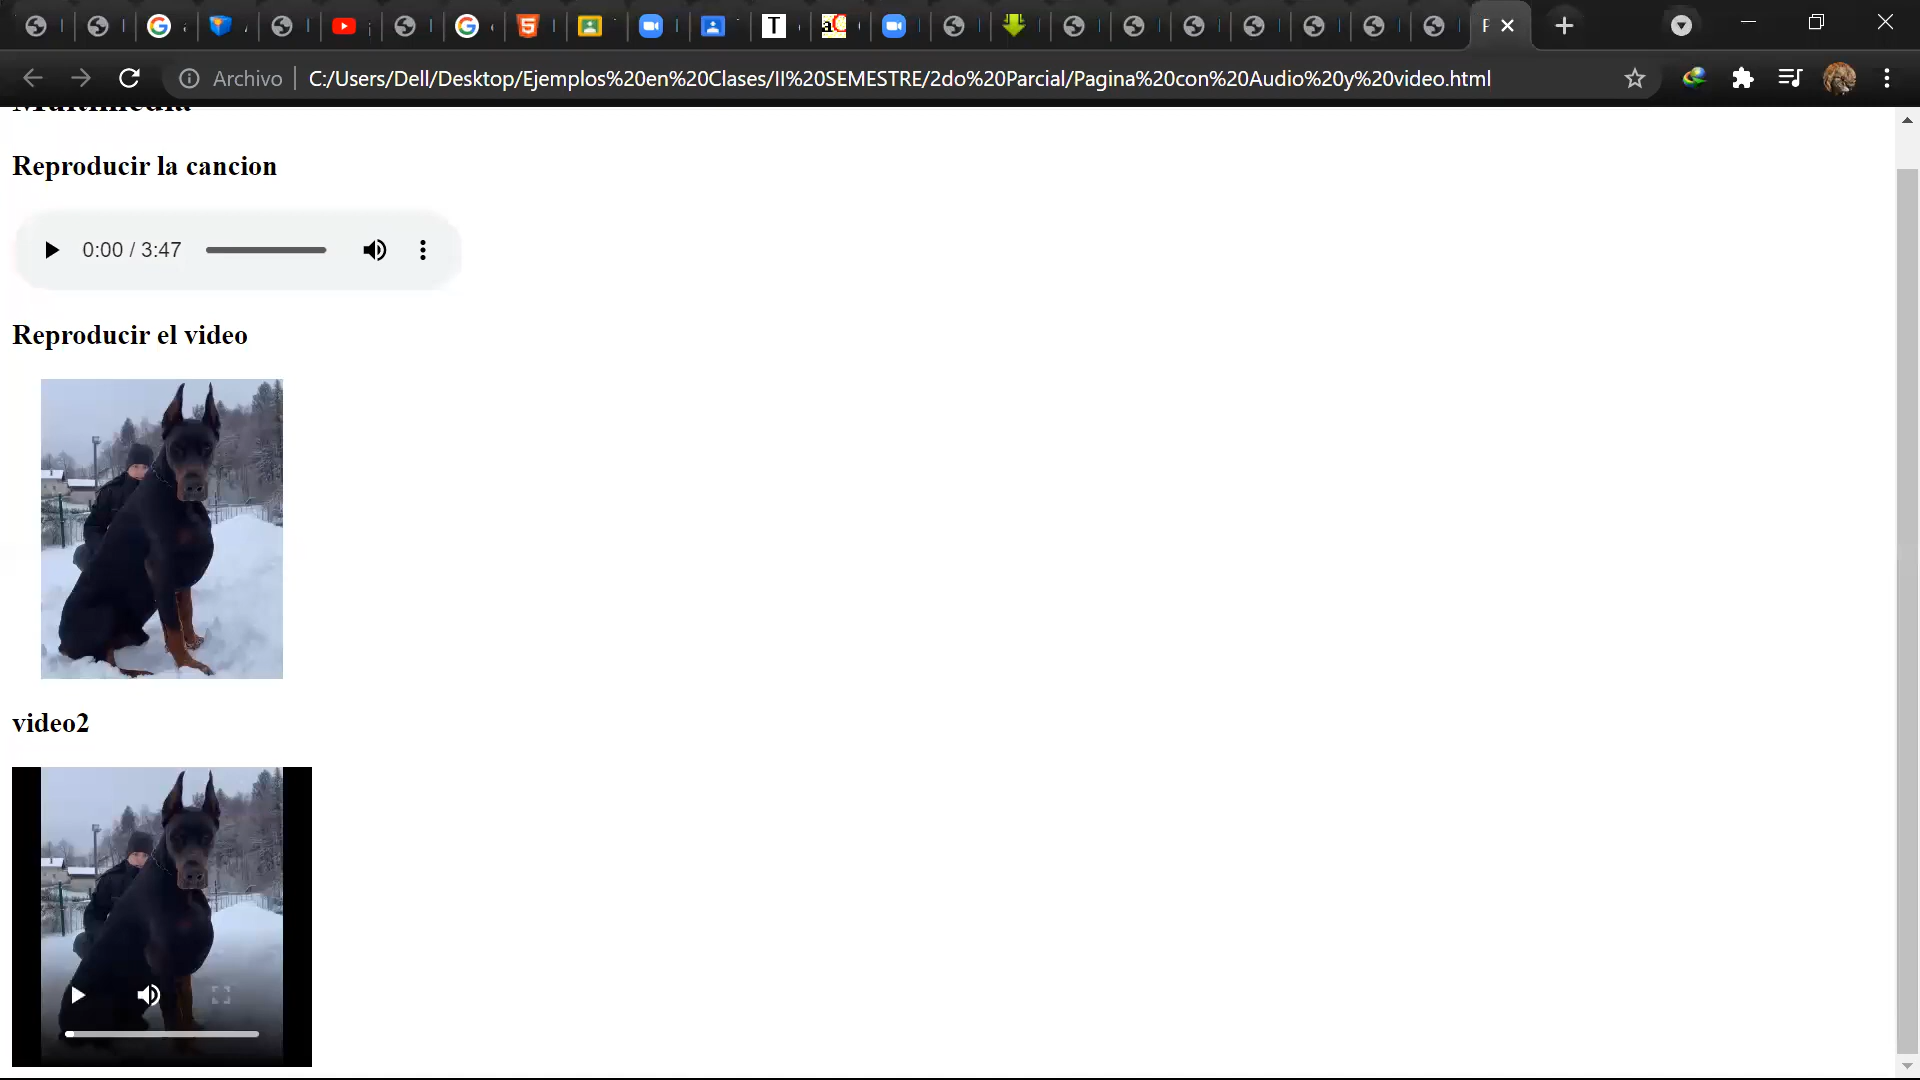 P
Archivo
C:/Users/Dell/Desktop/Ejemplos%20en%20Clases/II%20SEMESTRE/2do%20Parcial/Pagina%20con%20Audio%20y%20video.html
Multimedia
Reproducir la cancion
0:00 / 3:47
Reproducir el video
video2